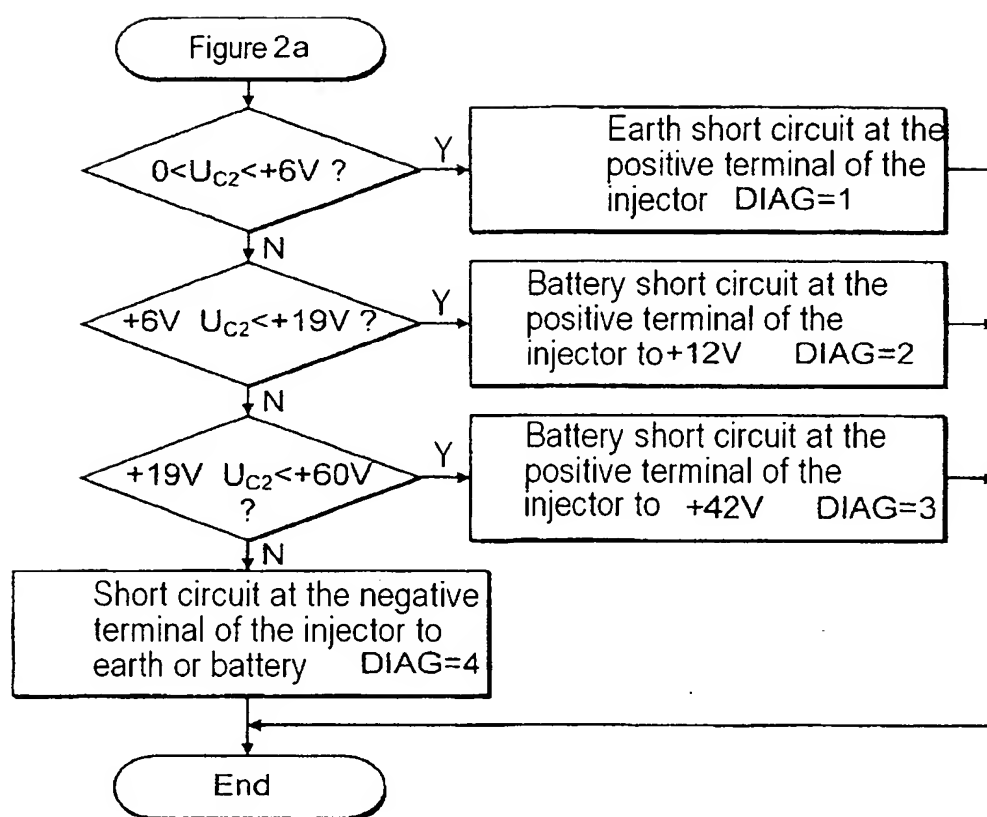 Figure 2a
0<UC2<+6V ?
Y
Earth short circuit at the
positive terminal of the
injector DIAG=1
N
+6V UC2<+19V ?
Y
Battery short circuit at the
positive terminal of the
injector to+12V DIAG=2
N
+19V UC2<+60V
?
Y
Battery short circuit at the
positive terminal of the
injector to +42V DIAG=3
N
Short circuit at the negative
terminal of the injector to
earth or battery DIAG=4
End